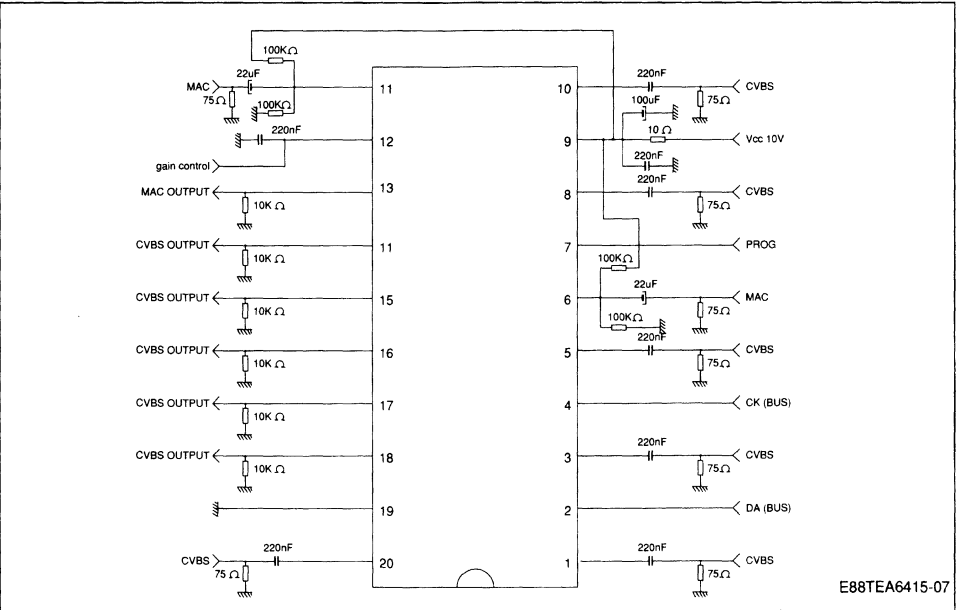 100KΩ
22uF
MAC
75Ω
100KΩ
11
220nF
12
gain control
MAC OUTPUT
13
10K Ω
CVBS OUTPUT
11
10K Ω
CVBS OUTPUT
15
10K Ω
CVBS OUTPUT
16
10K Ω
CVBS OUTPUT
17
10K Ω
CVBS OUTPUT
18
10K Ω
19
CVBS
220nF
75 Ω
20
220nF
10
CVBS
75Ω
100uF
9
10 Ω
Vcc 10V
220nF
220nF
8
CVBS
75Ω
7
PROG
100KΩ
22uF
6
MAC
75Ω
100KΩ
220nF
5
CVBS
75Ω
4
CK (BUS)
220nF
3
CVBS
75Ω
2
DA (BUS)
220nF
1
CVBS
75Ω
E88TEA6415-07